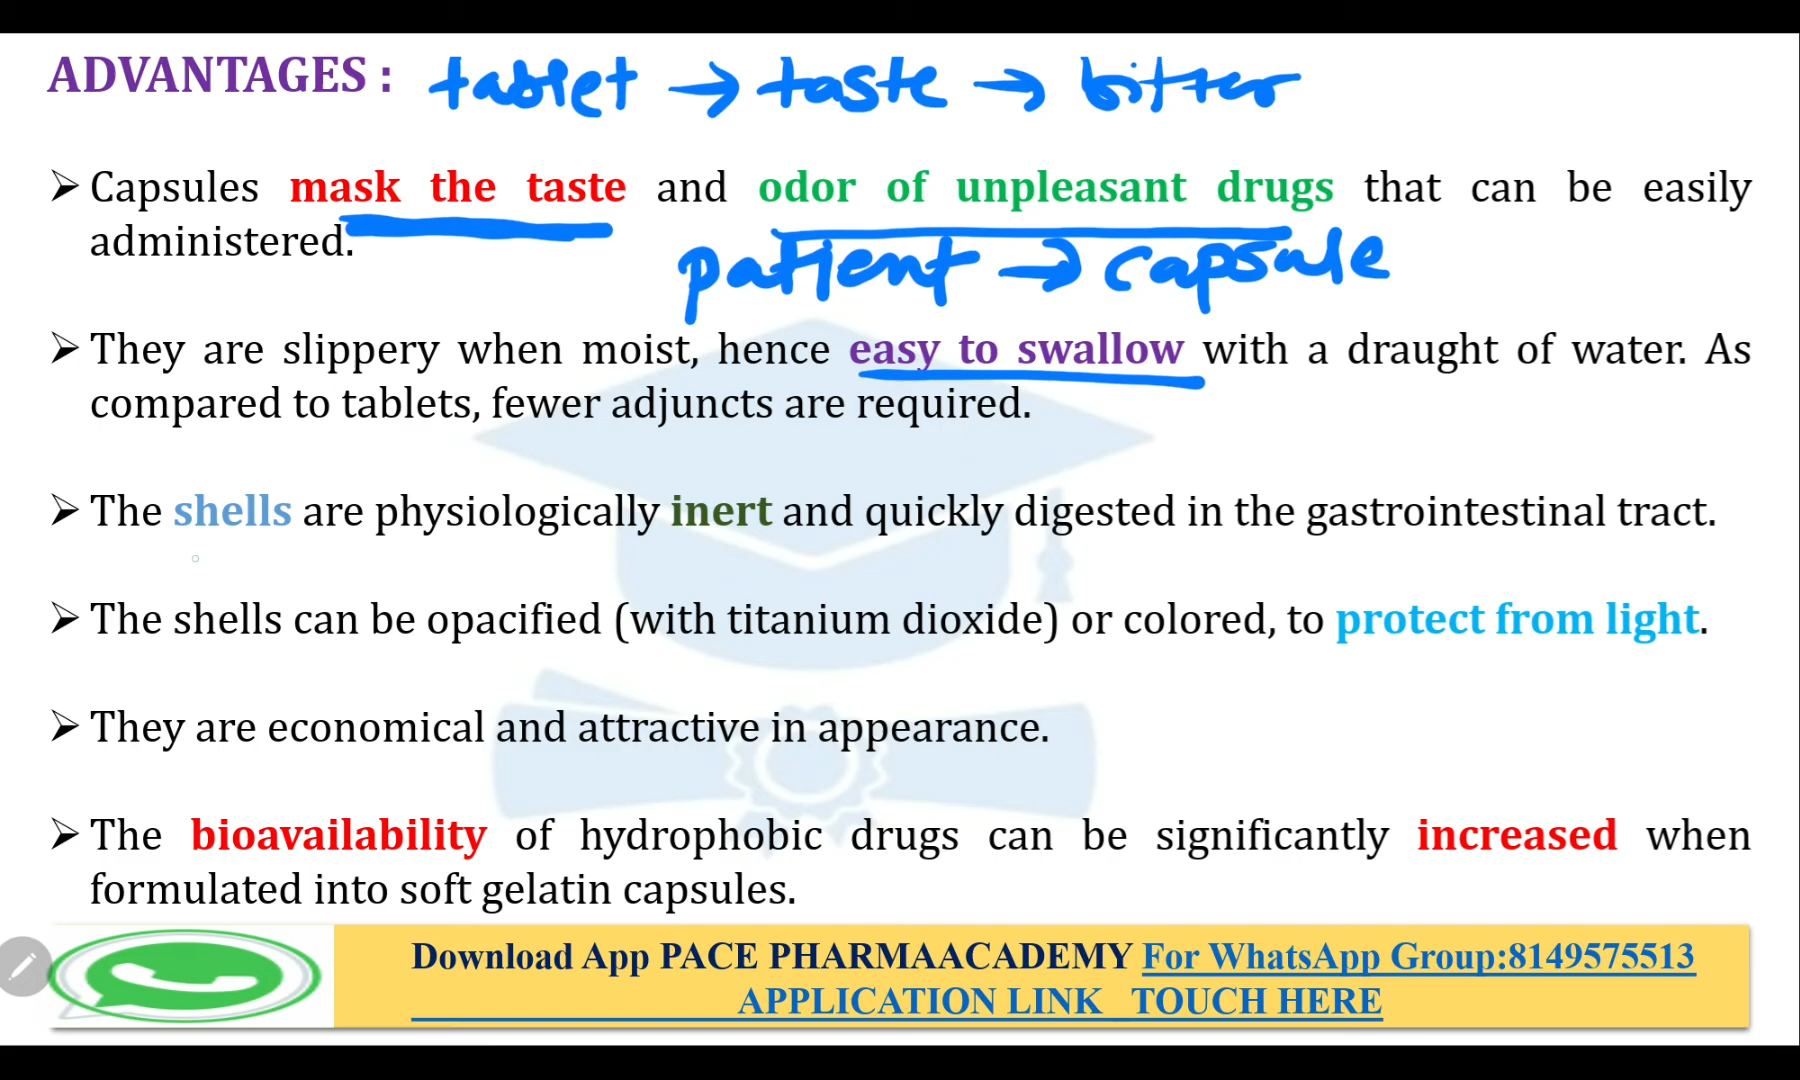 ADVANTAGES : tablet → taste → bitter
➢ Capsules mask the taste and odor of unpleasant drugs that can be easily
administered.
patient → capsule
➢ They are slippery when moist, hence easy to swallow with a draught of water. As
compared to tablets, fewer adjuncts are required.
➢ The shells are physiologically inert and quickly digested in the gastrointestinal tract.
➢ The shells can be opacified (with titanium dioxide) or colored, to protect from light.
➢ They are economical and attractive in appearance.
➢ The bioavailability of hydrophobic drugs can be significantly increased when
formulated into soft gelatin capsules.
Download App PACE PHARMAACADEMY For WhatsApp Group:8149575513
APPLICATION LINK TOUCH HERE